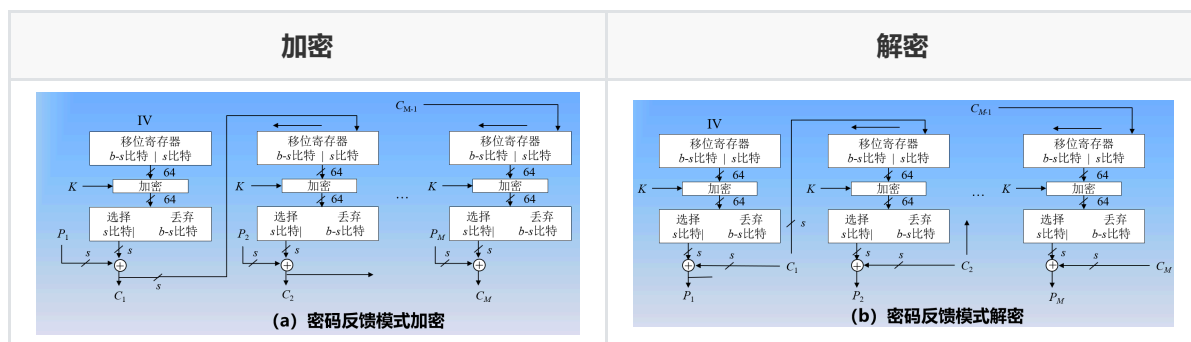 加密
解密
IV
C_{M-1}
移位寄存器
b-s比特 | s比特
移位寄存器
b-s比特 | s比特
移位寄存器
b-s比特 | s比特
64
64
64
K
加密
K
加密
K
加密
64
64
64
…
选择 丢弃
s比特| b-s比特
选择 丢弃
s比特| b-s比特
选择 丢弃
s比特| b-s比特
P_1
s
s
P_2
s
s
P_M
s
s
s
C_1
C_2
C_M
(a) 密码反馈模式加密
IV
C_{M-1}
移位寄存器
b-s比特 | s比特
移位寄存器
b-s比特 | s比特
移位寄存器
b-s比特 | s比特
64
64
64
K
加密
K
加密
K
加密
64
64
64
…
选择 丢弃
s比特| b-s比特
选择 丢弃
s比特| b-s比特
选择 丢弃
s比特| b-s比特
s
s
s
C_1
s
s
C_2
s
s
C_M
P_1
P_2
P_M
(b) 密码反馈模式解密